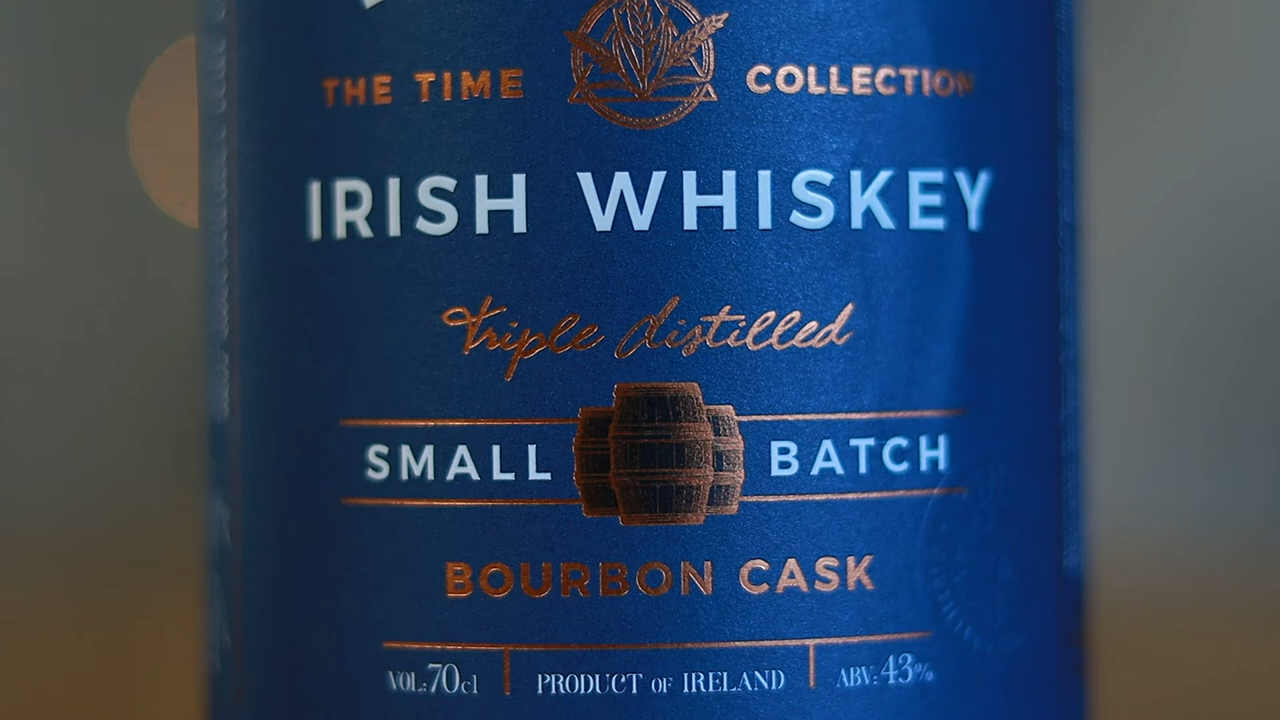 THE TIME COLLECTION
IRISH WHISKEY
Triple distilled
SMALL BATCH
BOURBON CASK
VOL.:70cl PRODUCT OF IRELAND ABV.:43%